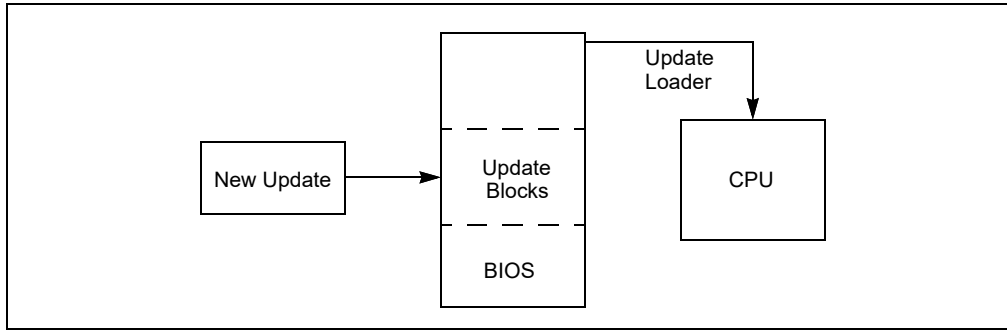 Update
Loader
New Update
Update
Blocks
CPU
BIOS